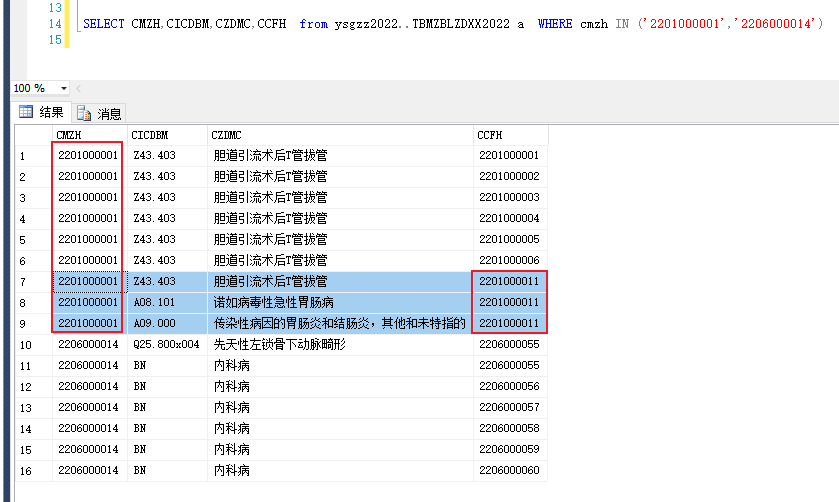 13
14 SELECT CMZH,CICDBM,CZDMC,CCFH from ysgzz2022..TBMZBLZDXX2022 a WHERE cmzh IN ('2201000001','2206000014')
15
100 %
结果 消息
CMZH CICDBM CZDMC CCFH
1 2201000001 Z43.403 胆道引流术后T管拔管 2201000001
2 2201000001 Z43.403 胆道引流术后T管拔管 2201000002
3 2201000001 Z43.403 胆道引流术后T管拔管 2201000003
4 2201000001 Z43.403 胆道引流术后T管拔管 2201000004
5 2201000001 Z43.403 胆道引流术后T管拔管 2201000005
6 2201000001 Z43.403 胆道引流术后T管拔管 2201000006
7 2201000001 Z43.403 胆道引流术后T管拔管 2201000011
8 2201000001 A08.101 诺如病毒性急性胃肠病 2201000011
9 2201000001 A09.000 传染性病因的胃肠炎和结肠炎，其他和未特指的 2201000011
10 2206000014 Q25.800x004 先天性左锁骨下动脉畸形 2206000055
11 2206000014 BN 内科病 2206000055
12 2206000014 BN 内科病 2206000056
13 2206000014 BN 内科病 2206000057
14 2206000014 BN 内科病 2206000058
15 2206000014 BN 内科病 2206000059
16 2206000014 BN 内科病 2206000060